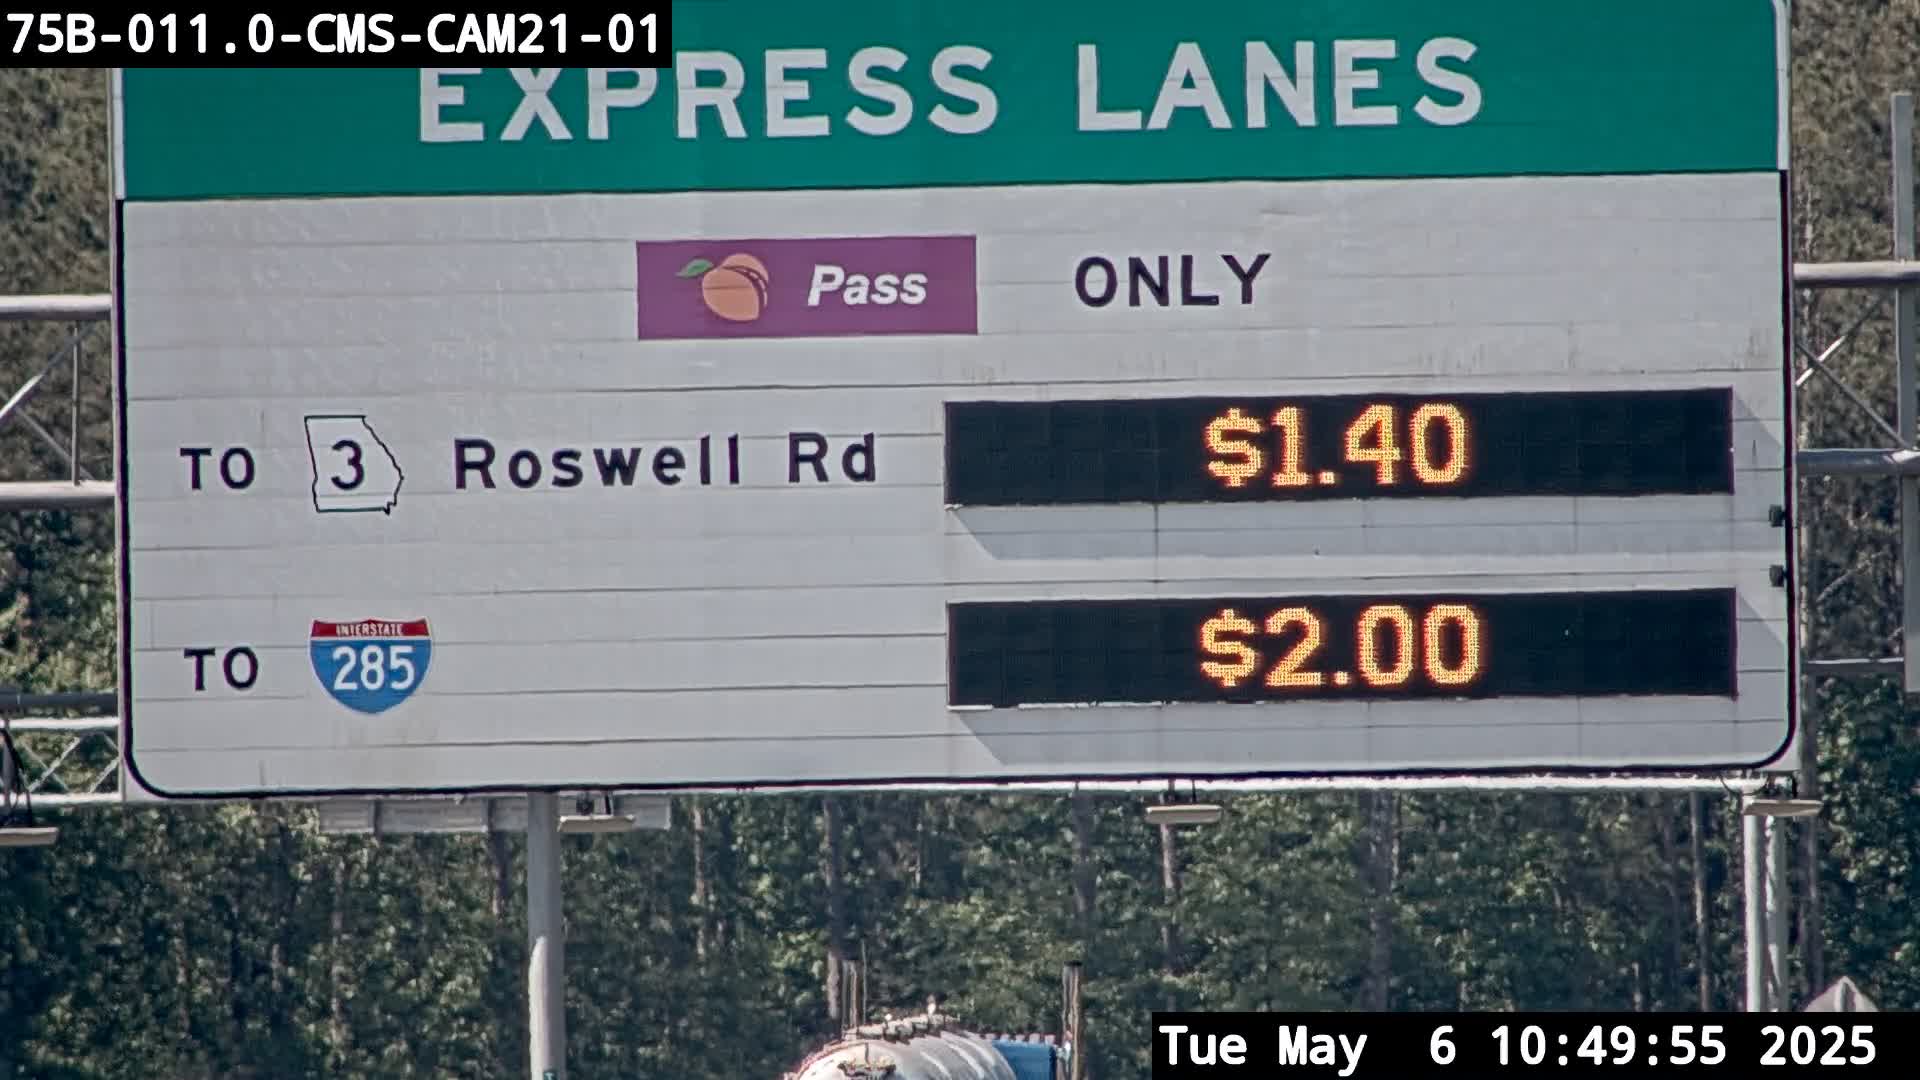 75B-011.0-CMS-CAM21-01
EXPRESS LANES
Pass ONLY
TO 3 Roswell Rd $1.40
INTERSTATE
TO 285 $2.00
Tue May 6 10:49:55 2025